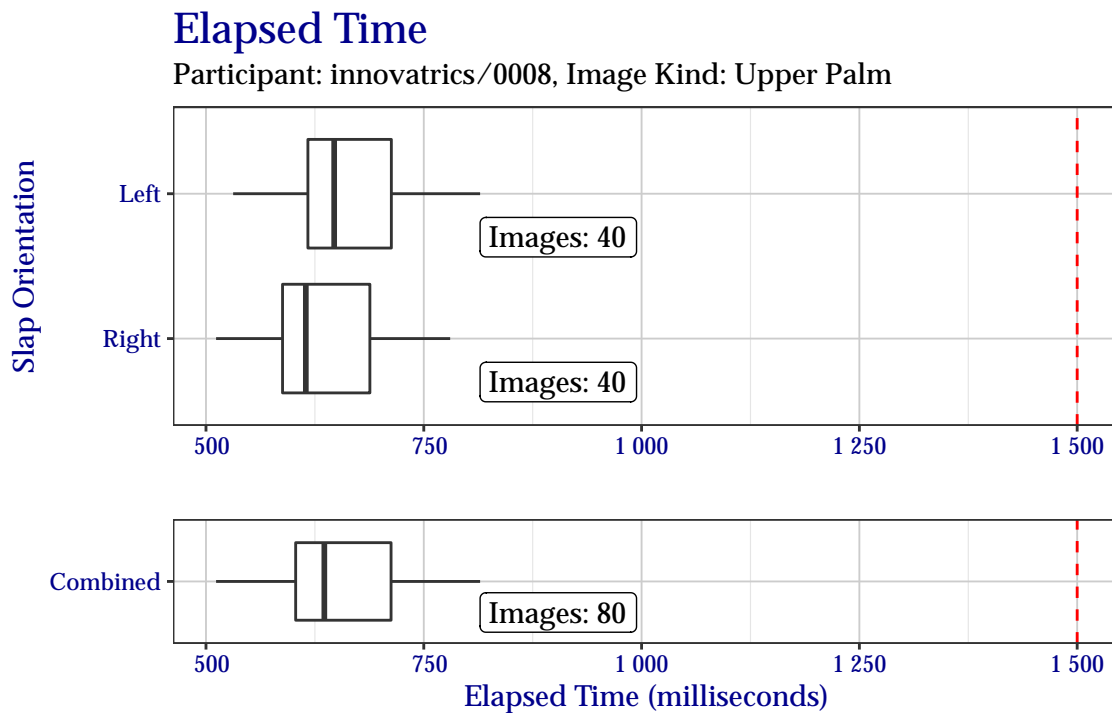 Elapsed Time
Participant: innovatrics/0008, Image Kind: Upper Palm
Slap Orientation
Left
Images: 40
Right
Images: 40
500 750 1 000 1 250 1 500
Combined
Images: 80
500 750 1 000 1 250 1 500
Elapsed Time (milliseconds)